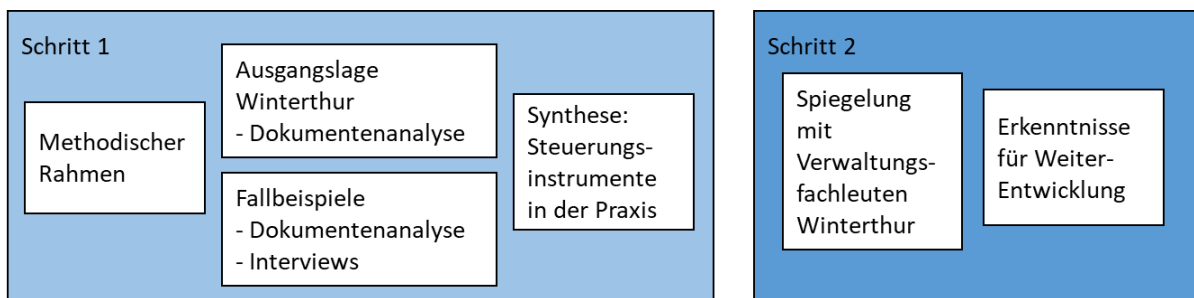 Schritt 1
Methodischer
Rahmen
Ausgangslage
Winterthur
- Dokumentenanalyse
Fallbeispiele
- Dokumentenanalyse
- Interviews
Synthese:
Steuerungs-
instrumente
in der Praxis
Schritt 2
Spiegelung
mit
Verwaltungs-
fachleuten
Winterthur
Erkenntnisse
für Weiter-
Entwicklung